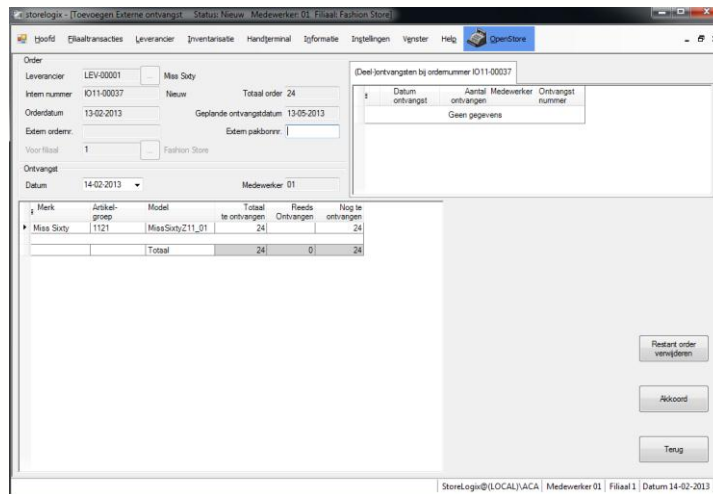 storelogix - [Toevoegen Externe ontvangst Status: Nieuw Medewerker: 01 Filiaal: Fashion Store]
Hoofd Filiaaltransacties Leverancier Inventarisatie Handterminal Informatie Instellingen Venster Help OpenStore
Order
Leverancier LEV-00001 ... Miss Sixty
Intern nummer IO11-00037 Nieuw Totaal order 24
Orderdatum 13-02-2013 Geplande ontvangstdatum 13-05-2013
Extern ordernr. Extern pakbonnr.
Voor filiaal 1 ... Fashion Store
Ontvangst
Datum 14-02-2013 Medewerker 01
(Deel-)ontvangsten bij ordernummer IO11-00037
Datum ontvangst Aantal ontvangen Medewerker Ontvangst nummer
Geen gegevens
Merk Artikel-groep Model Totaal te ontvangen Reeds Ontvangen Nog te ontvangen
Miss Sixty 1121 MissSixtyZ11_01 24 24
Totaal 24 0 24
Restant order verwijderen
Akkoord
Terug
StoreLogix@(LOCAL)\ACA Medewerker 01 Filiaal 1 Datum 14-02-2013